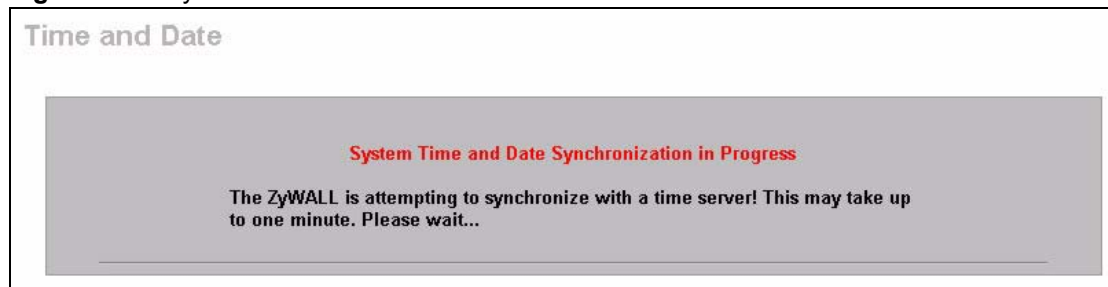 Time and Date
System Time and Date Synchronization in Progress
The ZyWALL is attempting to synchronize with a time server! This may take up
to one minute. Please wait...